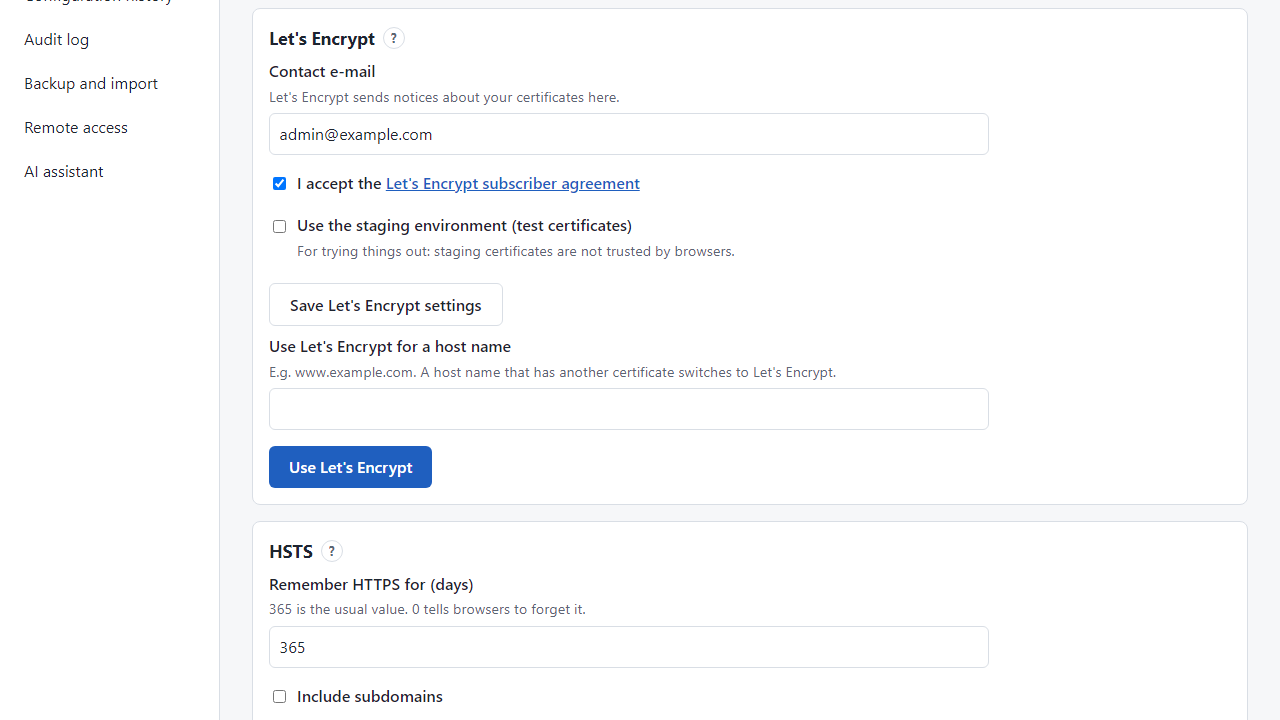 Audit log
Backup and import
Remote access
AI assistant
Let's Encrypt ?
Contact e-mail
Let's Encrypt sends notices about your certificates here.
admin@example.com
I accept the Let's Encrypt subscriber agreement
Use the staging environment (test certificates)
For trying things out: staging certificates are not trusted by browsers.
Save Let's Encrypt settings
Use Let's Encrypt for a host name
E.g. www.example.com. A host name that has another certificate switches to Let's Encrypt.
Use Let's Encrypt
HSTS ?
Remember HTTPS for (days)
365 is the usual value. 0 tells browsers to forget it.
365
Include subdomains